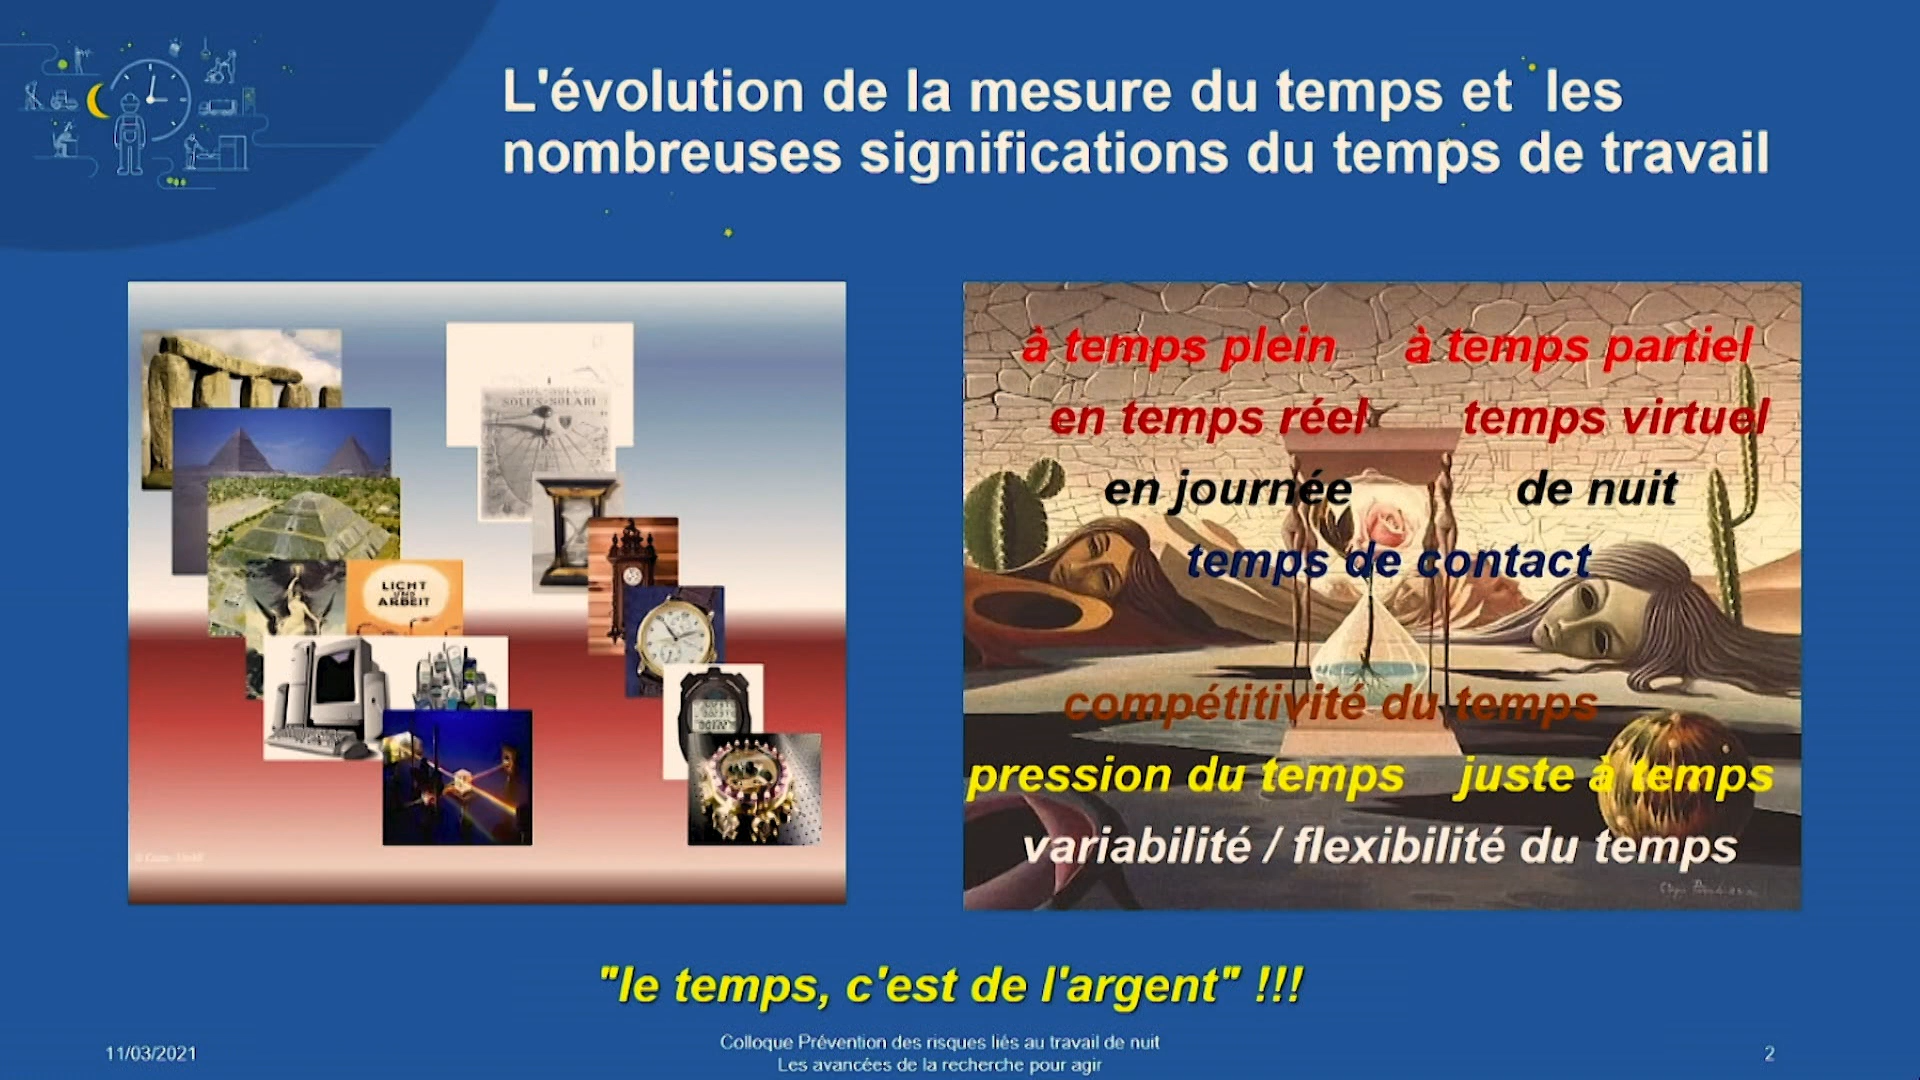 L'évolution de la mesure du temps et les
nombreuses significations du temps de travail
SOLES-SOLARI
LICHT
UND
ARBEIT
à temps plein à temps partiel
en temps réel temps virtuel
en journée de nuit
temps de contact
compétitivité du temps
pression du temps juste à temps
variabilité / flexibilité du temps
"le temps, c'est de l'argent" !!!
11/03/2021
Colloque Prévention des risques liés au travail de nuit
Les avancées de la recherche pour agir
2